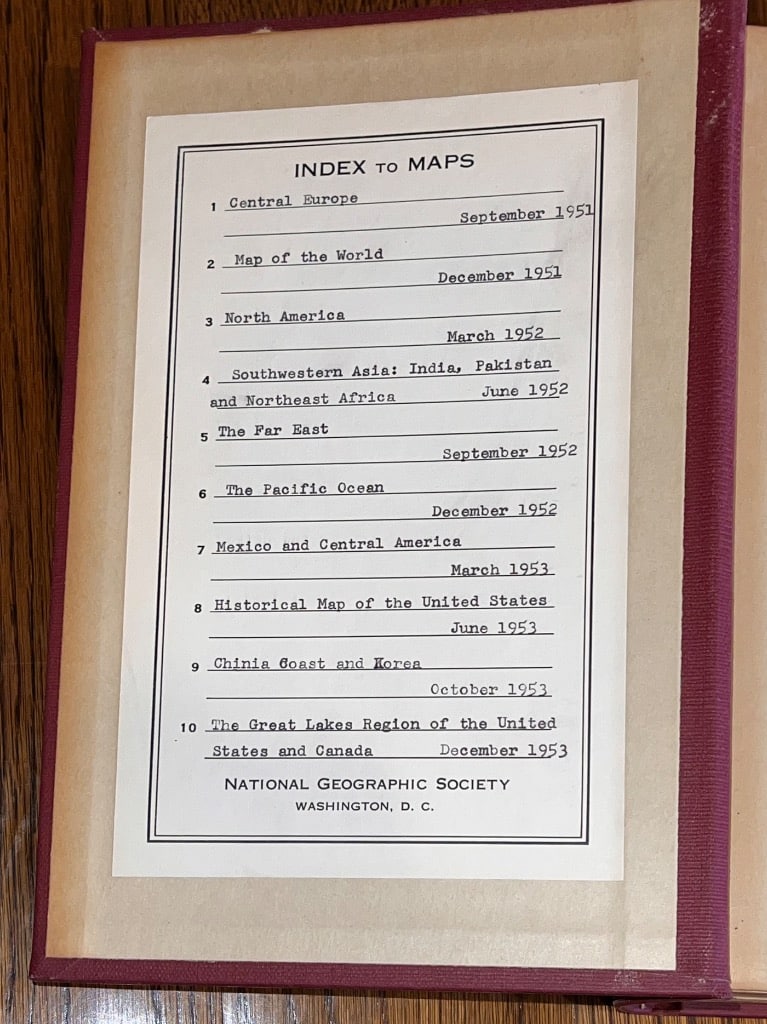 INDEX TO MAPS
1 Central Europe
September 1951
2 Map of the World
December 1951
3 North America
March 1952
4 Southwestern Asia: India, Pakistan
and Northeast Africa June 1952
5 The Far East
September 1952
6 The Pacific Ocean
December 1952
7 Mexico and Central America
March 1953
8 Historical Map of the United States
June 1953
9 Chinia Coast and Korea
October 1953
10 The Great Lakes Region of the United
States and Canada December 1953
NATIONAL GEOGRAPHIC SOCIETY
WASHINGTON, D. C.